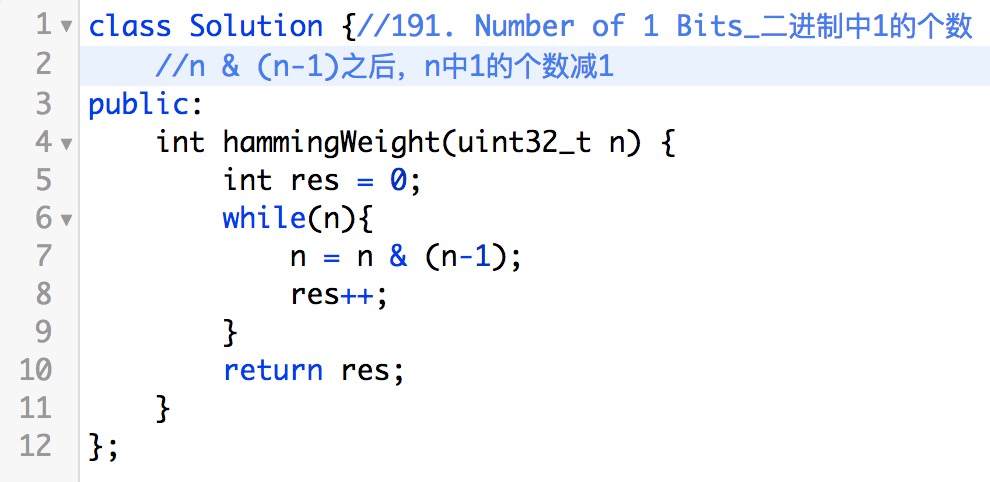 1 class Solution {//191. Number of 1 Bits_二进制中1的个数
2     //n & (n-1)之后，n中1的个数减1
3 public:
4     int hammingWeight(uint32_t n) {
5         int res = 0;
6         while(n){
7             n = n & (n-1);
8             res++;
9         }
10         return res;
11     }
12 };